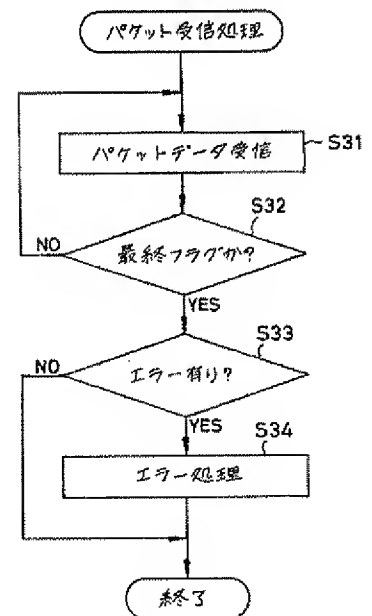 パケット受信処理
パケットデータ受信
S31
S32
最終フラグか?
NO
YES
S33
エラー有り?
NO
YES
S34
エラー処理
終了